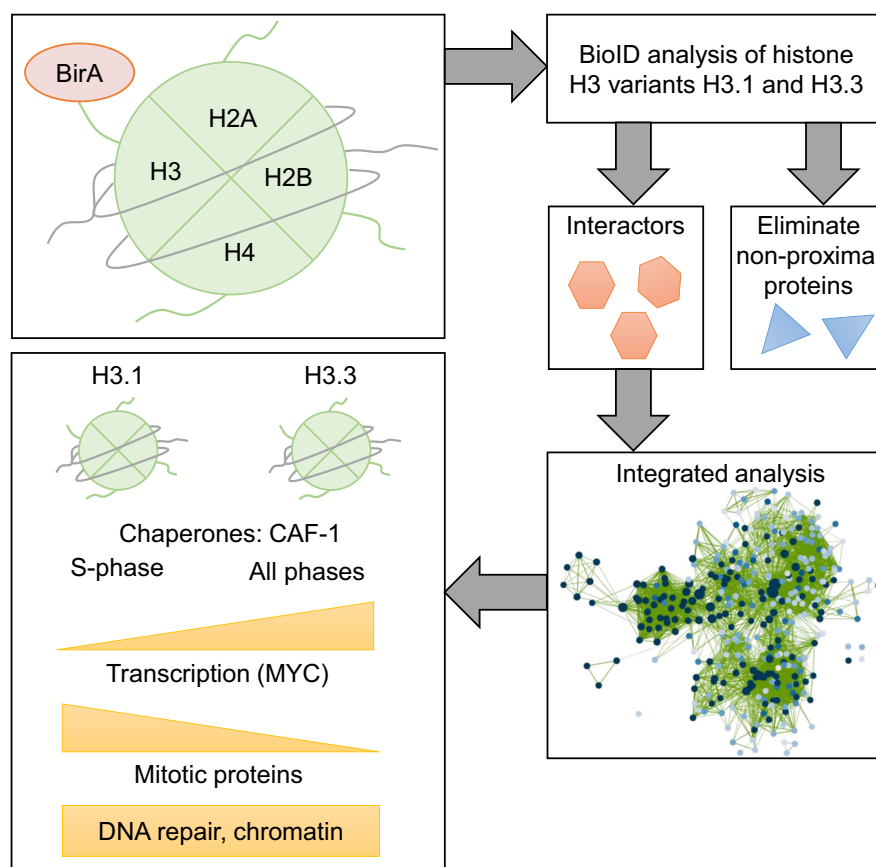 BirA
H2A
H3
H2B
H4
BioID analysis of histone
H3 variants H3.1 and H3.3
Interactors
Eliminate
non-proxima
proteins
Integrated analysis
H3.1
H3.3
Chaperones: CAF-1
S-phase
All phases
Transcription (MYC)
Mitotic proteins
DNA repair, chromatin